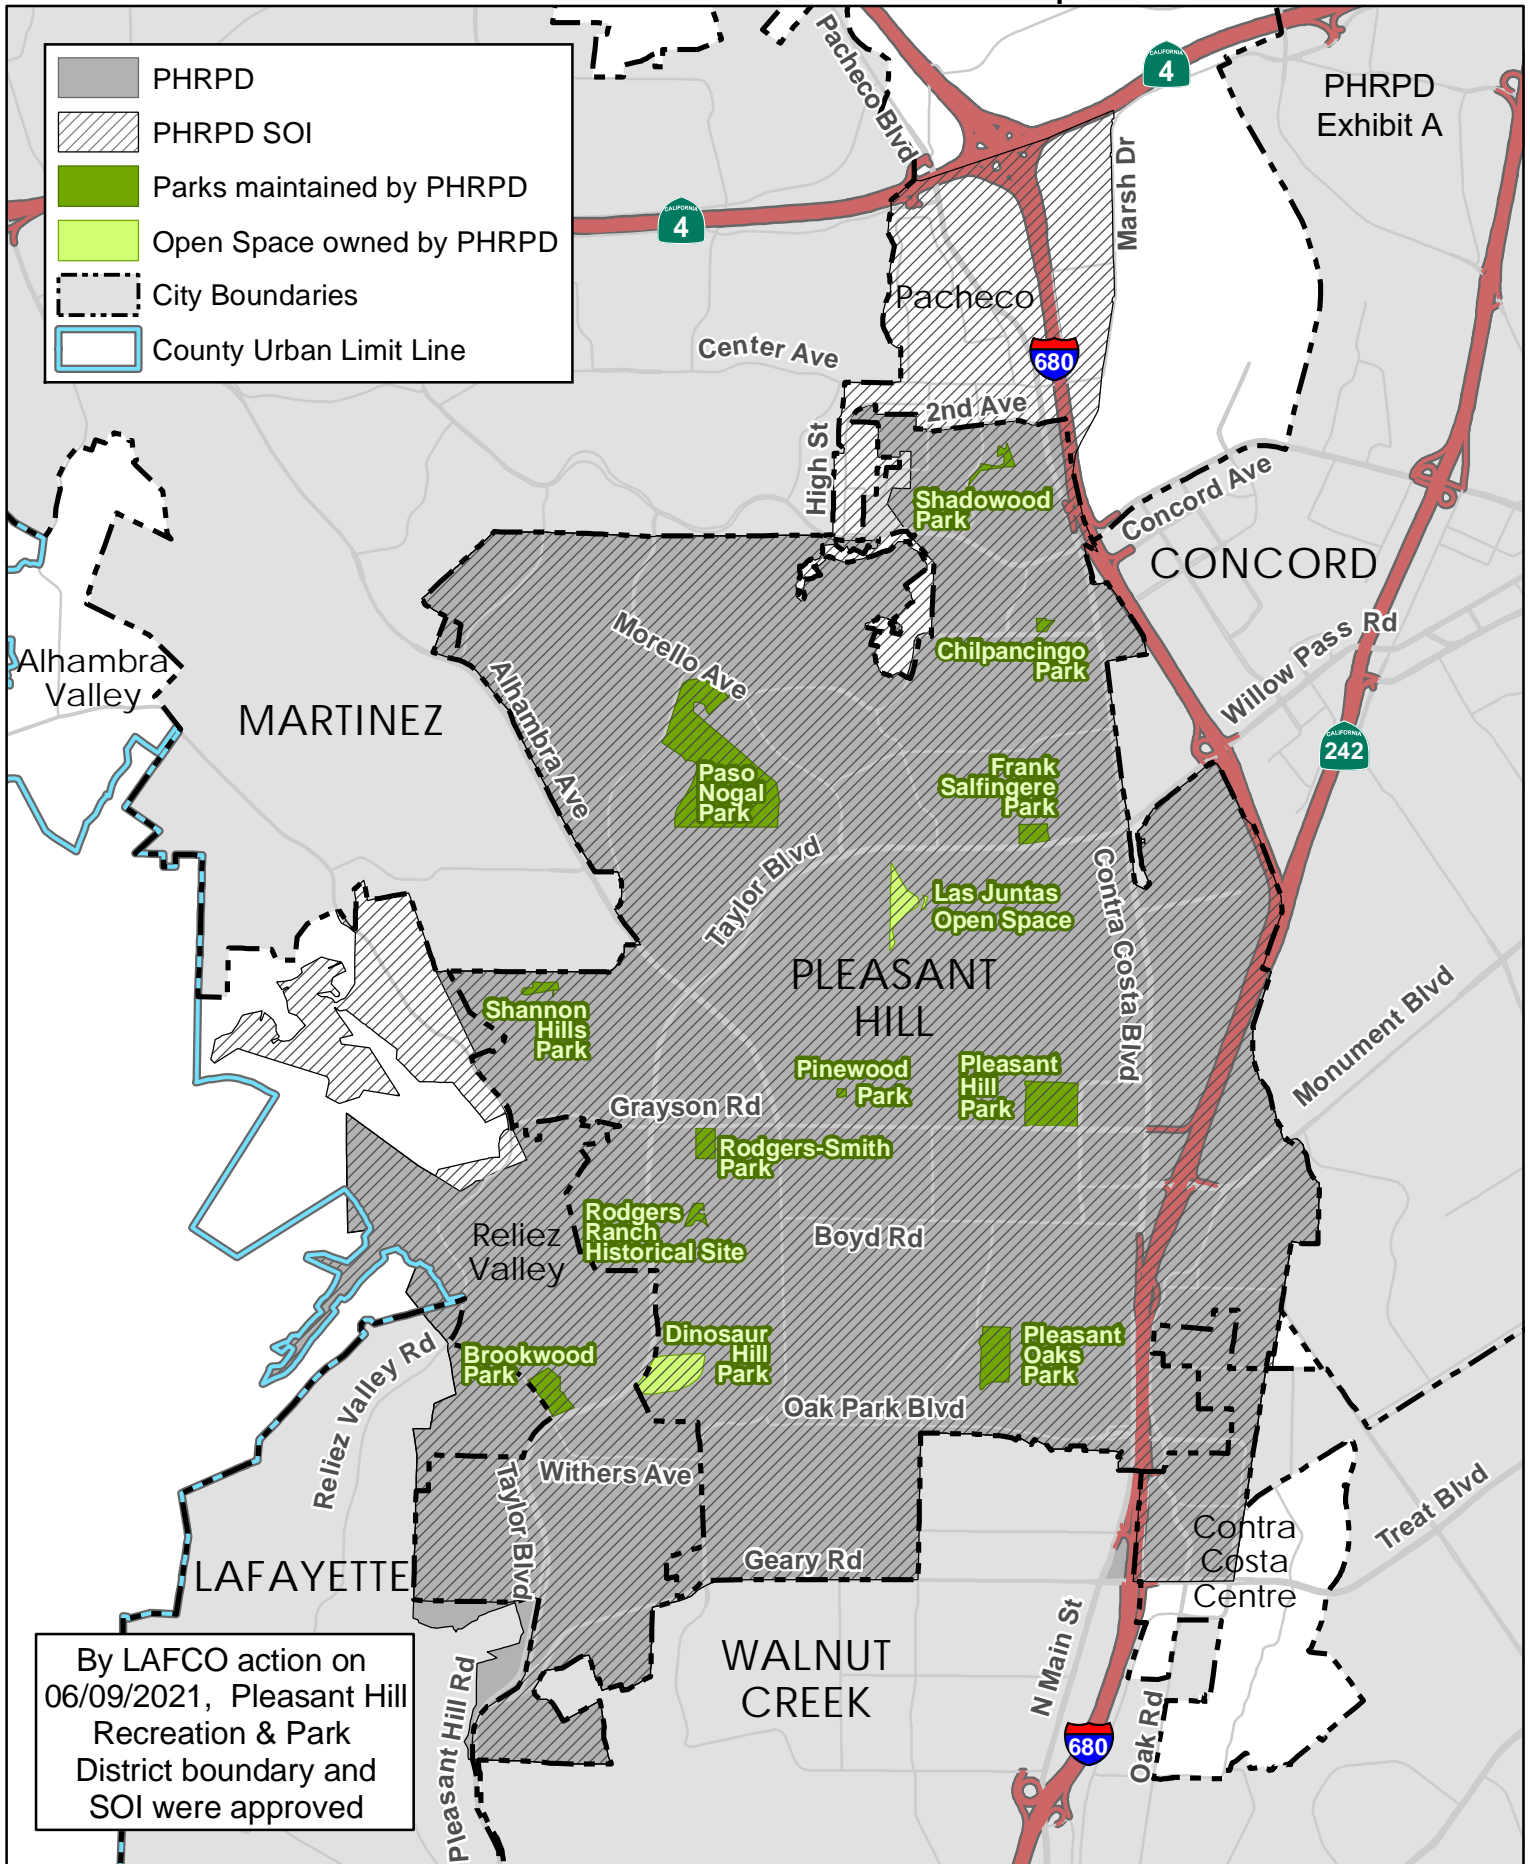 PHRPD
PHRPD SOI
Parks maintained by PHRPD
Open Space owned by PHRPD
City Boundaries
County Urban Limit Line
PHRPD
Exhibit A
Pacheco Blvd
CALIFORNIA
4
CALIFORNIA
4
Marsh Dr
Pacheco
Center Ave
680
2nd Ave
High St
Shadowood
Park
Concord Ave
CONCORD
Morello Ave
Chilpancingo
Park
Willow Pass Rd
Alhambra
Valley
MARTINEZ
Alhambra Ave
CALIFORNIA
242
Paso
Nogal
Park
Frank
Salfingere
Park
Taylor Blvd
Las Juntas
Open Space
Contra Costa Blvd
PLEASANT
HILL
Shannon
Hills
Park
Monument Blvd
Pinewood
Park
Pleasant
Hill
Park
Grayson Rd
Rodgers-Smith
Park
Rodgers
Ranch
Historical Site
Reliez
Valley
Boyd Rd
Reliez Valley Rd
Brookwood
Park
Dinosaur
Hill
Park
Pleasant
Oaks
Park
Oak Park Blvd
Withers Ave
Taylor Blvd
Treat Blvd
Contra
Costa
Centre
Geary Rd
LAFAYETTE
WALNUT
CREEK
N Main St
Oak Rd
680
Pleasant Hill Rd
By LAFCO action on
06/09/2021, Pleasant Hill
Recreation & Park
District boundary and
SOI were approved